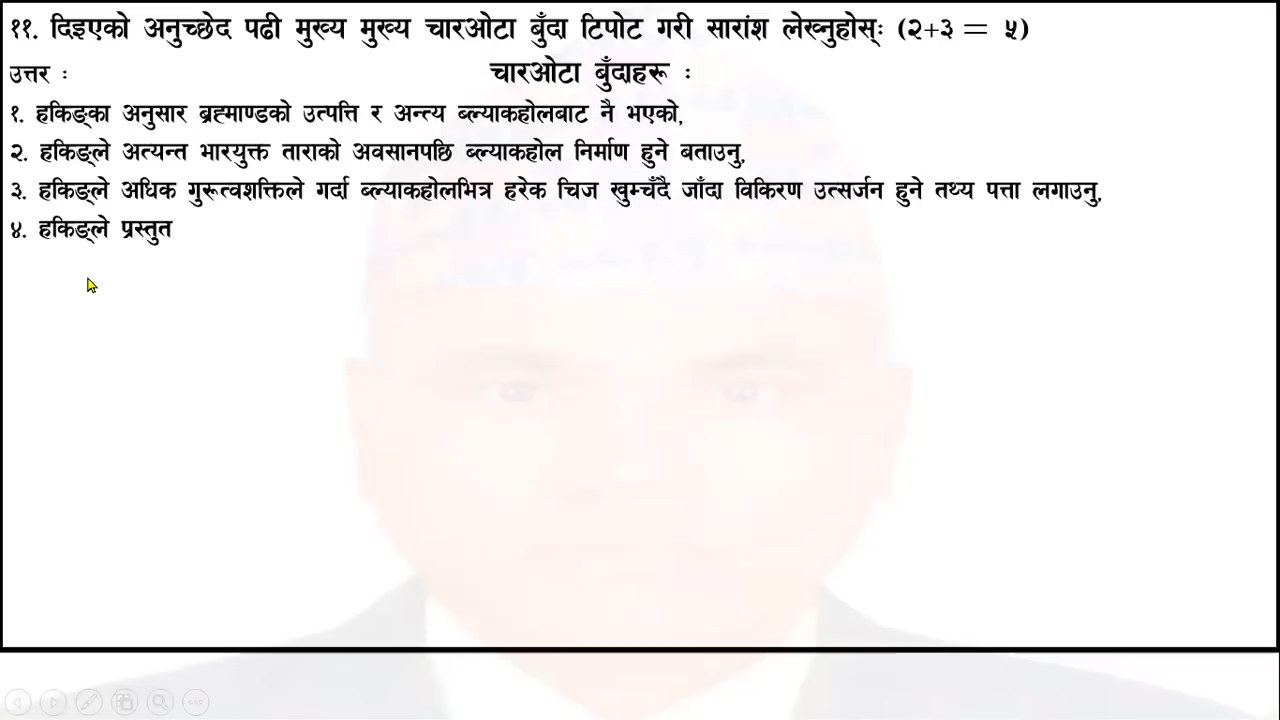 ११. दिइएको अनुच्छेद पढी मुख्य मुख्य चारओटा बुँदा टिपोट गरी सारांश लेख्नुहोस्ः (२+३ = ५)
उत्तर : चारओटा बुँदाहरू :
१. हकिङ्का अनुसार ब्रह्माण्डको उत्पत्ति र अन्त्य ब्ल्याकहोलबाट नै भएको,
२. हकिङ्ले अत्यन्त भारयुक्त ताराको अवसानपछि ब्ल्याकहोल निर्माण हुने बताउनु,
३. हकिङ्ले अधिक गुरूत्वशक्तिले गर्दा ब्ल्याकहोलभित्र हरेक चिज खुम्चँदै जाँदा विकिरण उत्सर्जन हुने तथ्य पत्ता लगाउनु,
४. हकिङ्ले प्रस्तुत